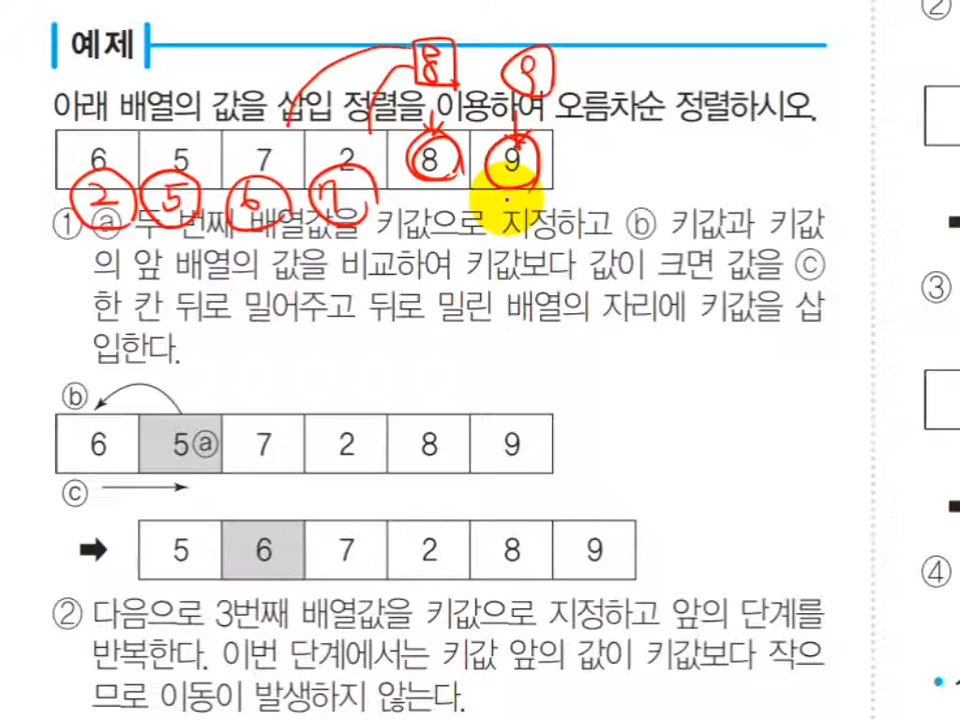 ②
예제
8 9
아래 배열의 값을 삽입 정렬을 이용하여 오름차순 정렬하시오.
6 5 7 2 8 9
2 5 6 7
① ⓐ 두 번째 배열값을 키값으로 지정하고 ⓑ 키값과 키값
의 앞 배열의 값을 비교하여 키값보다 값이 크면 값을 ⓒ
한 칸 뒤로 밀어주고 뒤로 밀린 배열의 자리에 키값을 삽
입한다.
③
ⓑ
6 5ⓐ 7 2 8 9
ⓒ
➡ 5 6 7 2 8 9
④
② 다음으로 3번째 배열값을 키값으로 지정하고 앞의 단계를
반복한다. 이번 단계에서는 키값 앞의 값이 키값보다 작으
므로 이동이 발생하지 않는다.